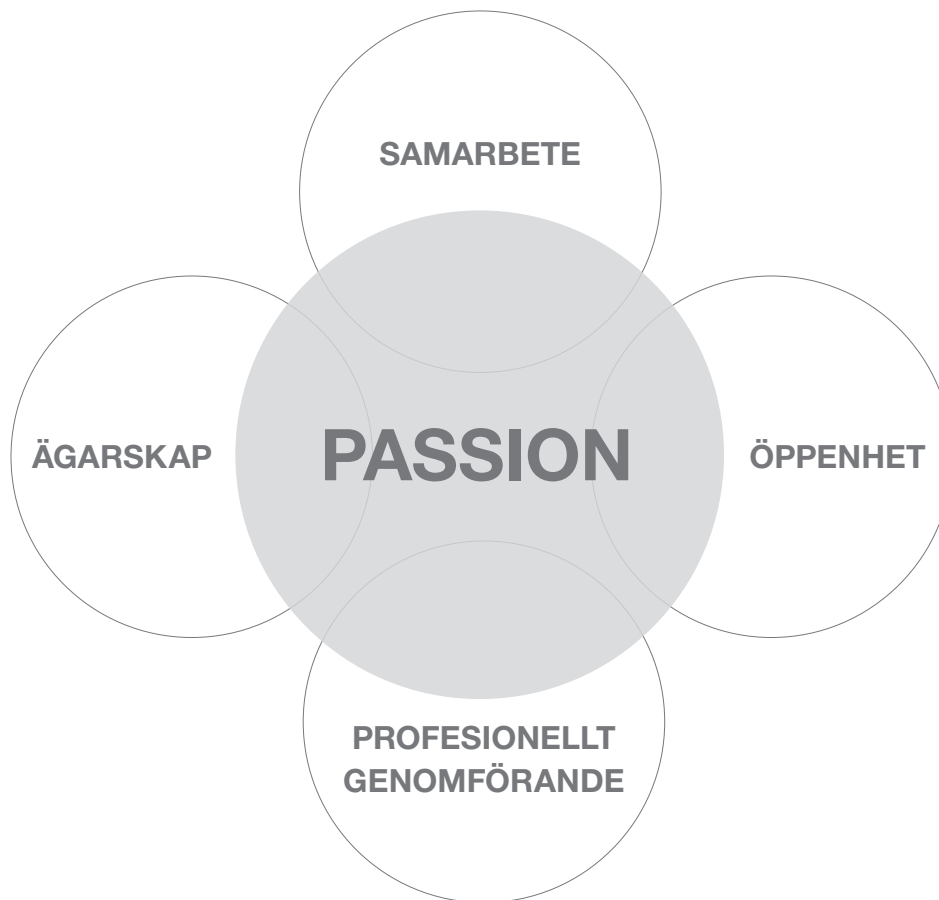 SAMARBETE
ÄGARSKAP
PASSION
ÖPPENHET
PROFESIONELLT
GENOMFÖRANDE